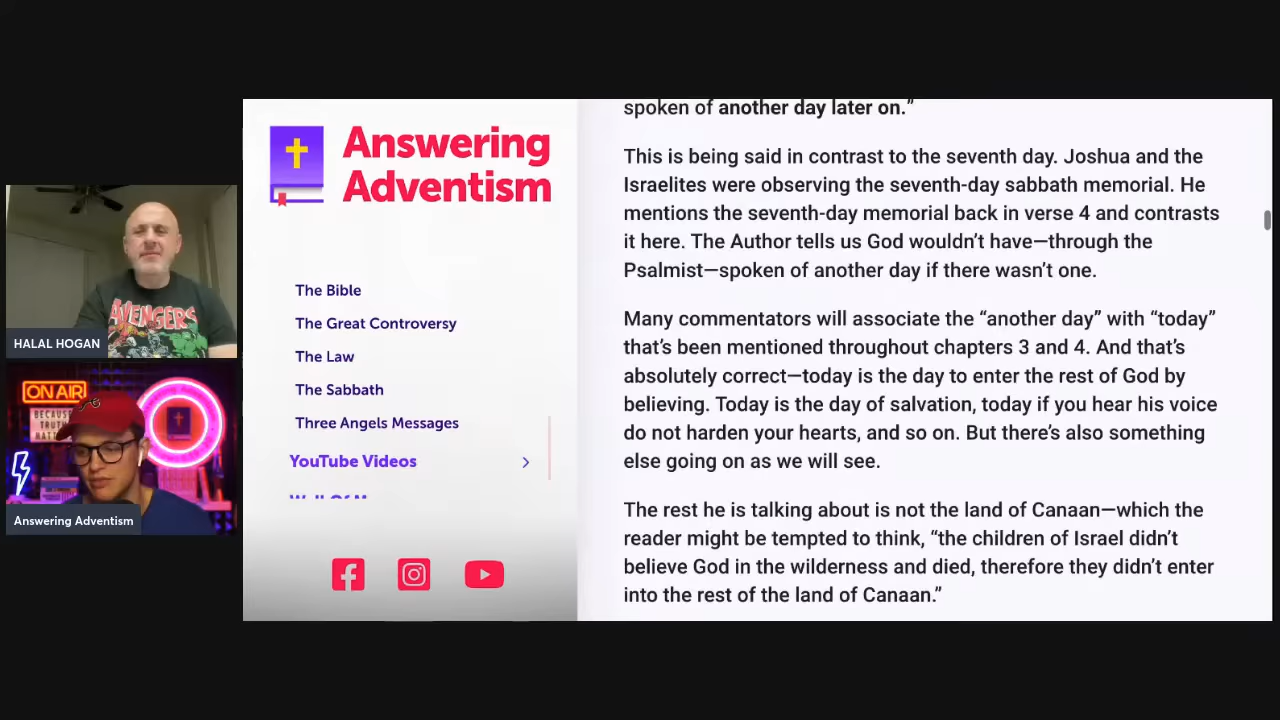 spoken of another day later on.”
Answering
Adventism
This is being said in contrast to the seventh day. Joshua and the
Israelites were observing the seventh-day sabbath memorial. He
mentions the seventh-day memorial back in verse 4 and contrasts
it here. The Author tells us God wouldn’t have—through the
Psalmist—spoken of another day if there wasn’t one.
Many commentators will associate the “another day” with “today”
that’s been mentioned throughout chapters 3 and 4. And that’s
absolutely correct—today is the day to enter the rest of God by
believing. Today is the day of salvation, today if you hear his voice
do not harden your hearts, and so on. But there’s also something
else going on as we will see.
The rest he is talking about is not the land of Canaan—which the
reader might be tempted to think, “the children of Israel didn’t
believe God in the wilderness and died, therefore they didn’t enter
into the rest of the land of Canaan.”
The Bible
The Great Controversy
The Law
The Sabbath
Three Angels Messages
YouTube Videos
AVENGERS
HALAL HOGAN
ON AIR
BECAUS
TRUTH
MATT
Answering Adventism